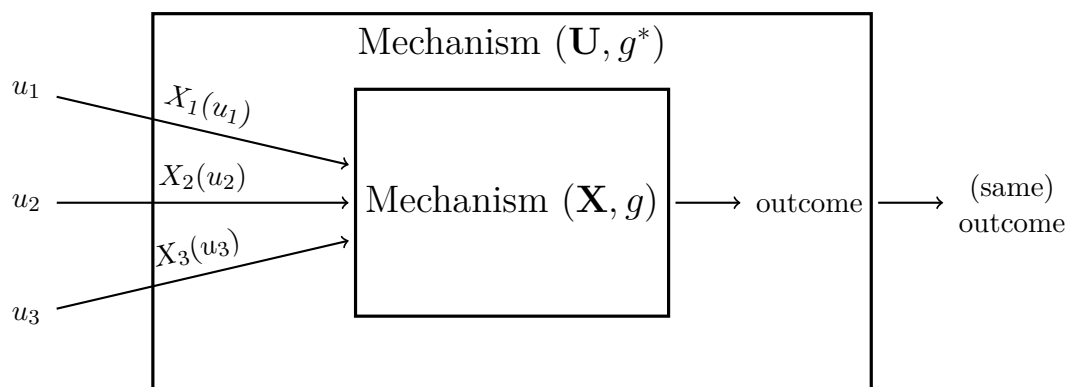 Mechanism (𝐔, g*)
u₁
X₁(u₁)
u₂
X₂(u₂)
Mechanism (𝐗, g)
outcome
(same)
outcome
X₃(u₃)
u₃